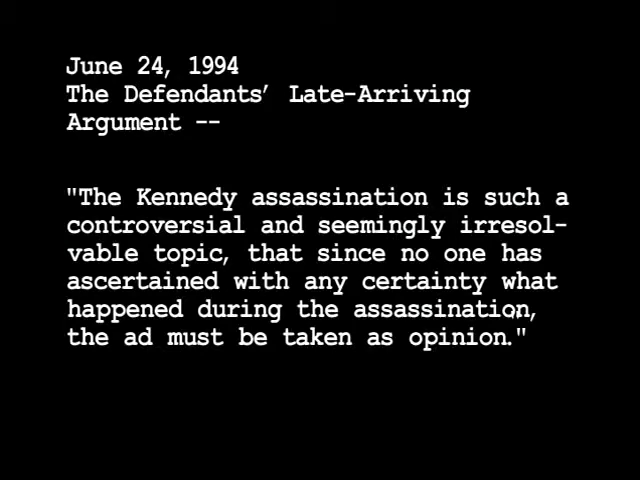 June 24, 1994
The Defendants' Late-Arriving
Argument --
"The Kennedy assassination is such a
controversial and seemingly irresol-
vable topic, that since no one has
ascertained with any certainty what
happened during the assassination,
the ad must be taken as opinion."